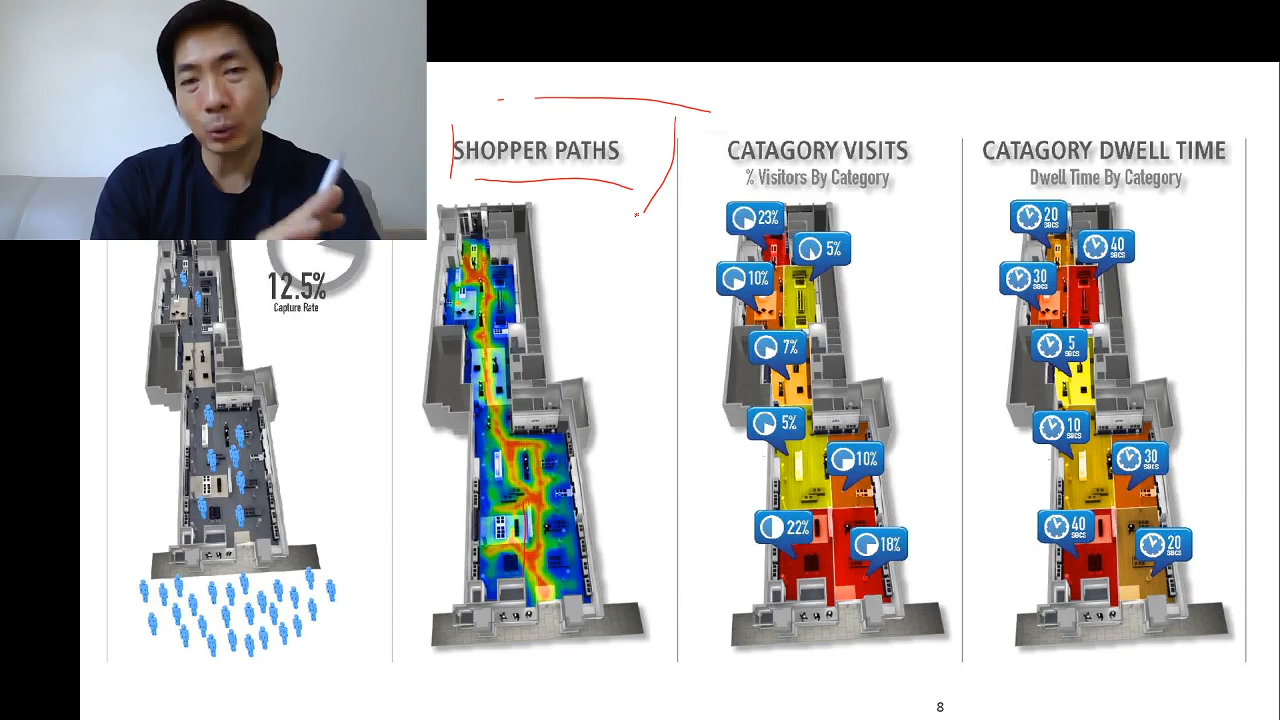 12.5%
Capture Rate
SHOPPER PATHS
CATAGORY VISITS
% Visitors By Category
23%
5%
10%
7%
5%
10%
22%
18%
CATAGORY DWELL TIME
Dwell Time By Category
20
SECS
40
SECS
30
SECS
5
SECS
10
SECS
30
SECS
40
SECS
20
SECS
8